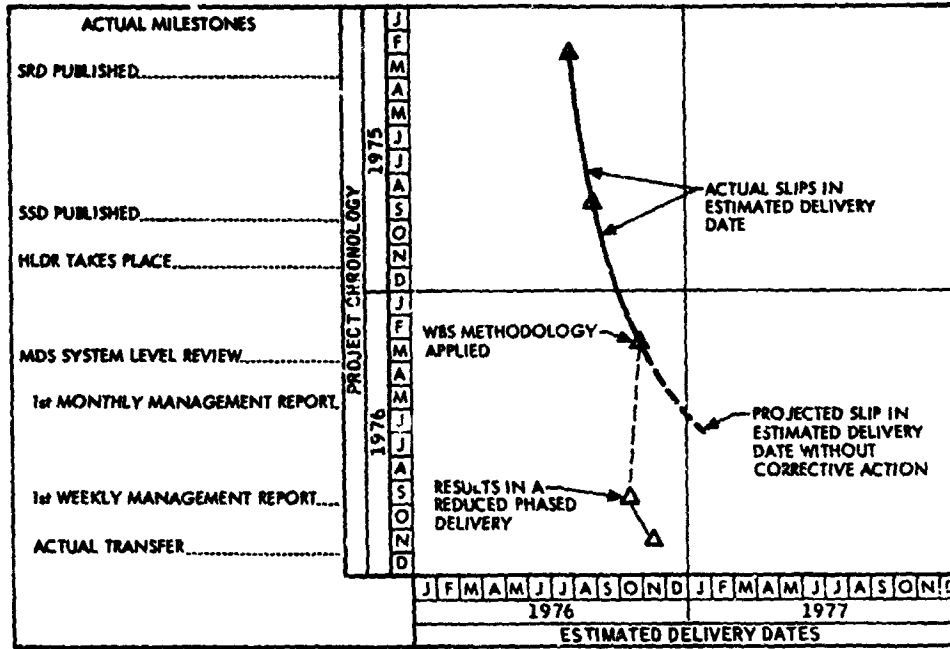 ACTUAL MILESTONES
SRD PUBLISHED
SSD PUBLISHED
HLDR TAKES PLACE
MDS SYSTEM LEVEL REVIEW
1st MONTHLY MANAGEMENT REPORT
1st WEEKLY MANAGEMENT REPORT
ACTUAL TRANSFER
PROJECT CHRONOLOGY
1975
1976
J
F
M
A
M
J
J
A
S
O
N
D
J
F
M
A
M
J
J
A
S
O
N
D
ACTUAL SLIPS IN
ESTIMATED DELIVERY
DATE
WBS METHODOLOGY
APPLIED
PROJECTED SLIP IN
ESTIMATED DELIVERY
DATE WITHOUT
CORRECTIVE ACTION
RESULTS IN A
REDUCED PHASED
DELIVERY
J F M A M J J A S O N D J F M A M J J A S O N D
1976 1977
ESTIMATED DELIVERY DATES